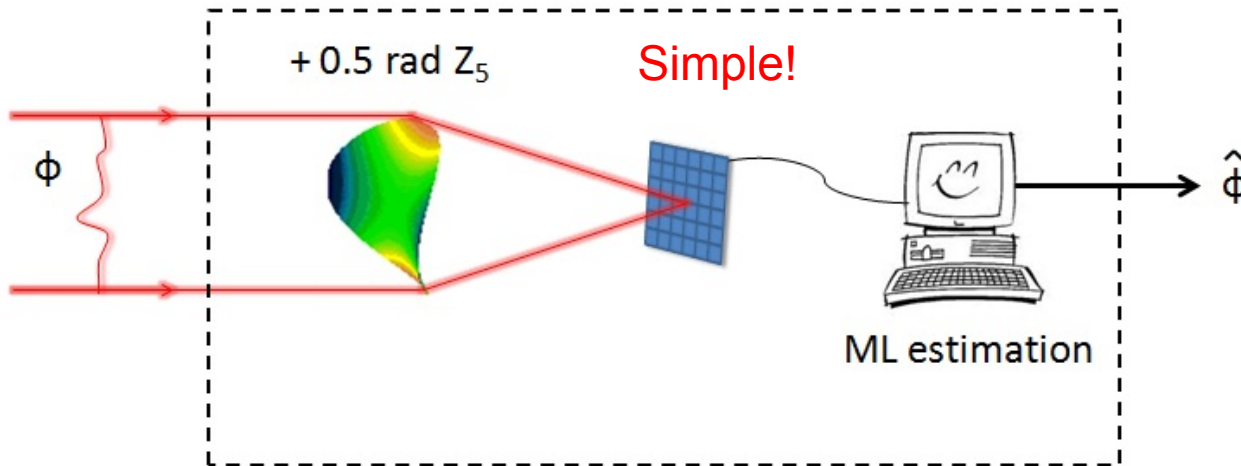 + 0.5 rad Z₅
Simple!
ϕ
ϕ̂
ML estimation